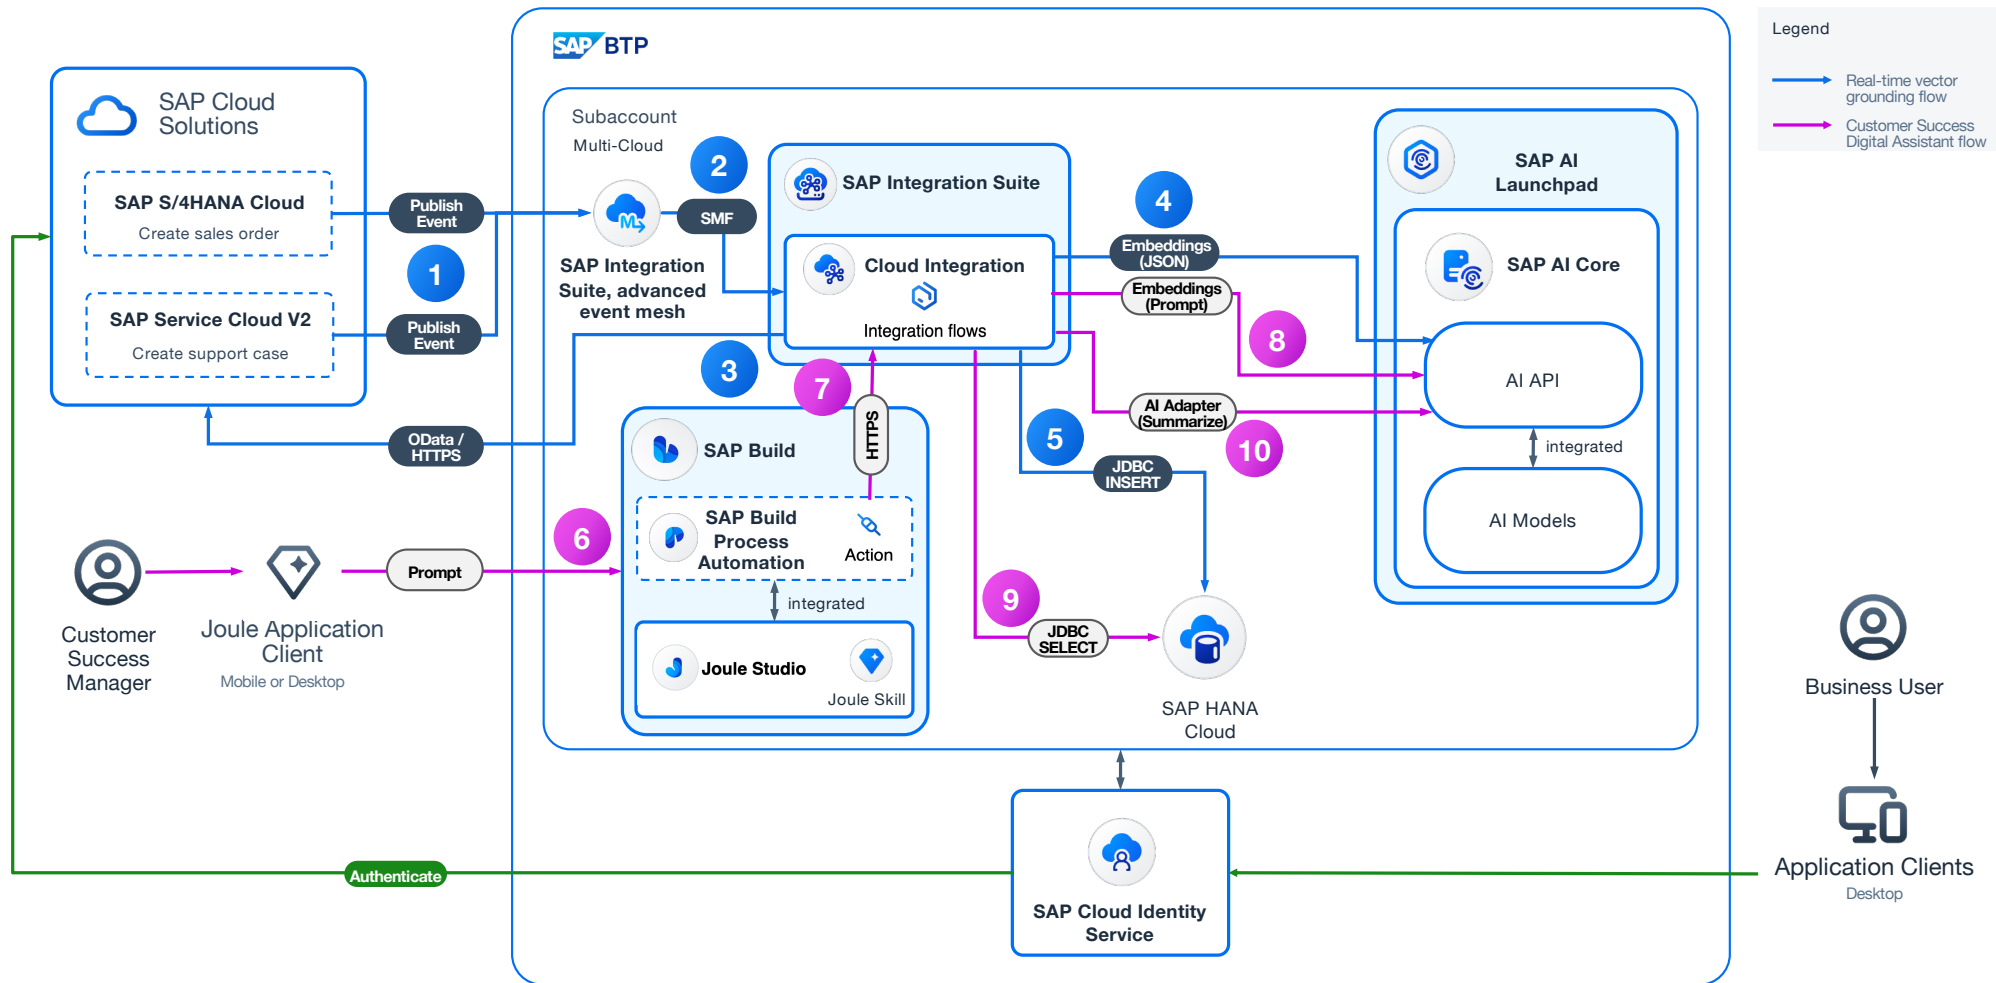 SAP BTP
Legend
Real-time vector
grounding flow
Customer Success
Digital Assistant flow
SAP Cloud
Solutions
SAP S/4HANA Cloud
Create sales order
SAP Service Cloud V2
Create support case
Publish
Event
1
Publish
Event
OData /
HTTPS
Subaccount
Multi-Cloud
2
M
SMF
SAP Integration
Suite, advanced
event mesh
3
SAP Integration Suite
Cloud Integration
Integration flows
4
Embeddings
(JSON)
Embeddings
(Prompt)
8
AI Adapter
(Summarize)
10
5
JDBC
INSERT
7
HTTPS
SAP AI
Launchpad
SAP AI Core
AI API
integrated
AI Models
SAP Build
SAP Build
Process
Automation
Action
integrated
Joule Studio
Joule Skill
6
Prompt
Customer
Success
Manager
Joule Application
Client
Mobile or Desktop
9
JDBC
SELECT
SAP HANA
Cloud
Business User
Application Clients
Desktop
Authenticate
SAP Cloud Identity
Service